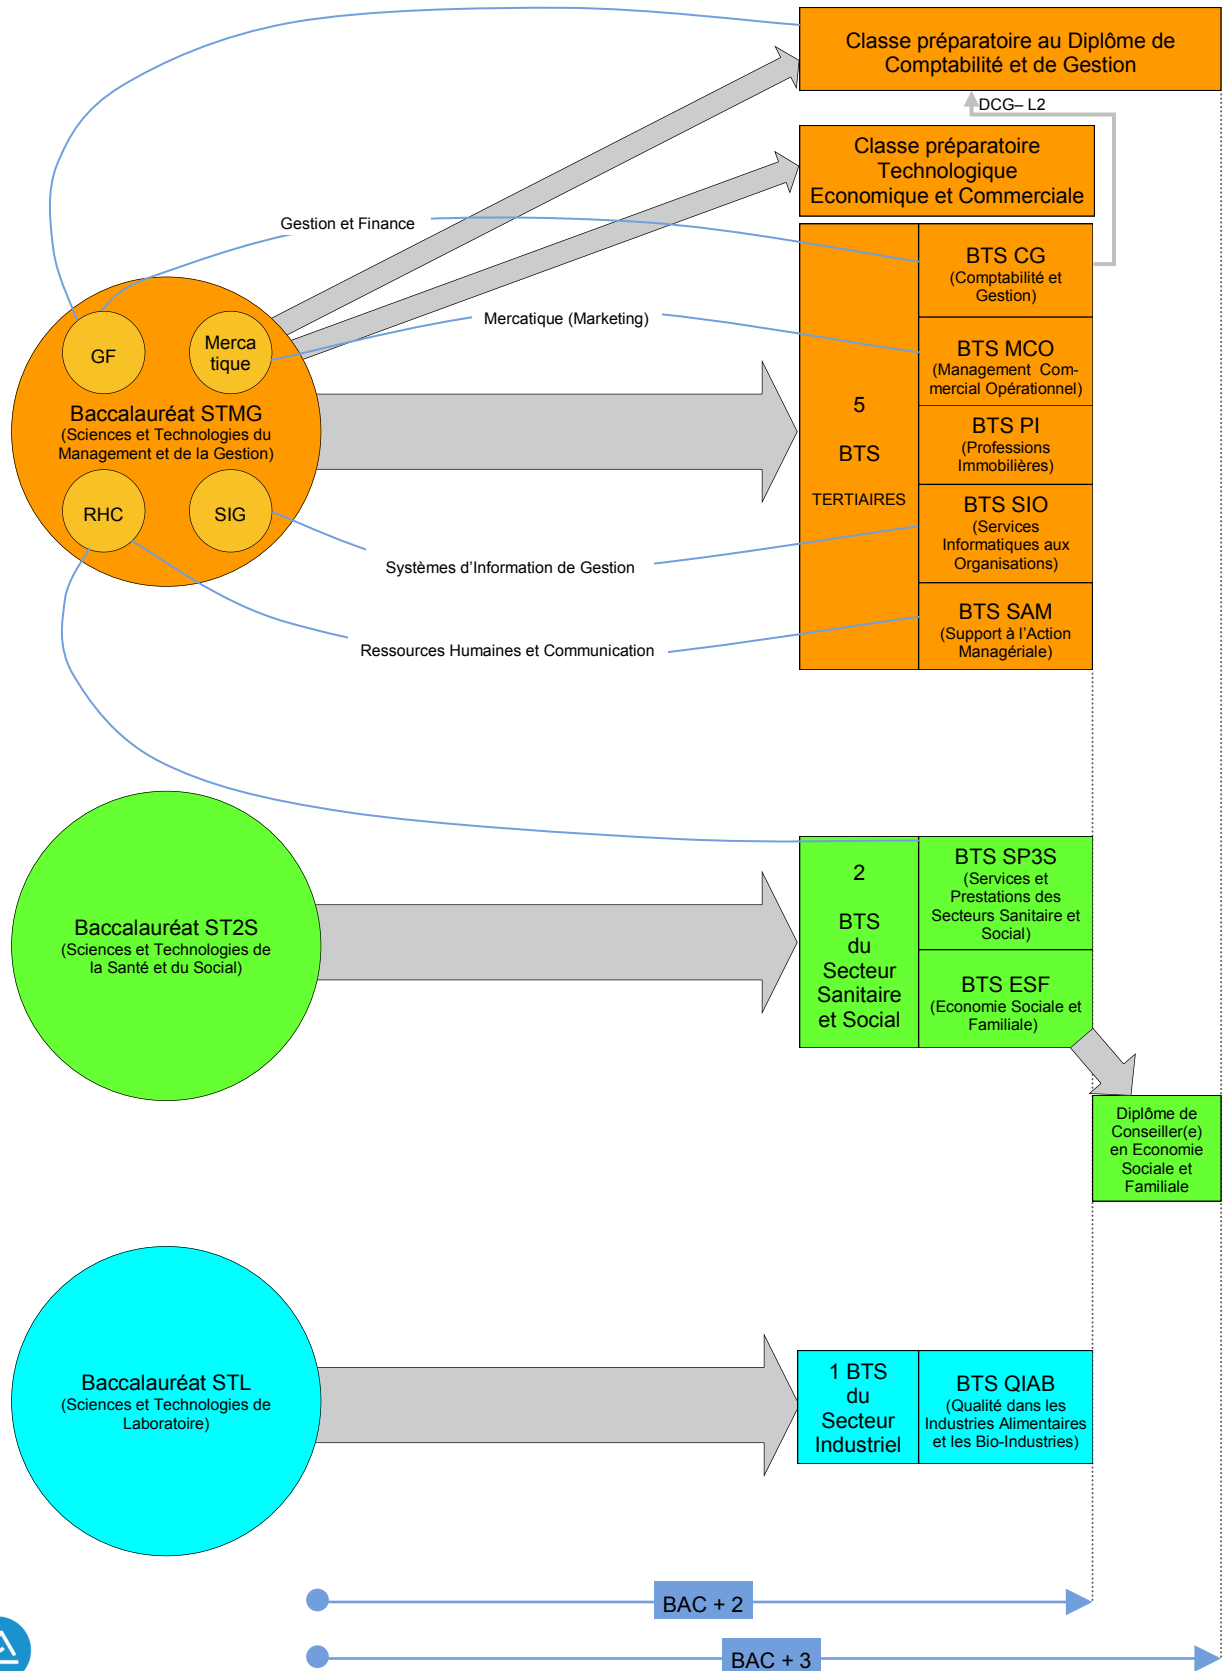 Classe préparatoire au Diplôme de
Comptabilité et de Gestion
DCG– L2
Classe préparatoire
Technologique
Economique et Commerciale
Gestion et Finance
BTS CG
(Comptabilité et
Gestion)
Mercatique (Marketing)
GF
Merca
tique
BTS MCO
(Management Com-
mercial Opérationnel)
5
BTS
TERTIAIRES
Baccalauréat STMG
(Sciences et Technologies du
Management et de la Gestion)
BTS PI
(Professions
Immobilières)
RHC
SIG
BTS SIO
(Services
Informatiques aux
Organisations)
Systèmes d’Information de Gestion
BTS SAM
(Support à l’Action
Managériale)
Ressources Humaines et Communication
Baccalauréat ST2S
(Sciences et Technologies de
la Santé et du Social)
2
BTS
du
Secteur
Sanitaire
et Social
BTS SP3S
(Services et
Prestations des
Secteurs Sanitaire et
Social)
BTS ESF
(Economie Sociale et
Familiale)
Diplôme de
Conseiller(e)
en Economie
Sociale et
Familiale
Baccalauréat STL
(Sciences et Technologies de
Laboratoire)
1 BTS
du
Secteur
Industriel
BTS QIAB
(Qualité dans les
Industries Alimentaires
et les Bio-Industries)
BAC + 2
BAC + 3